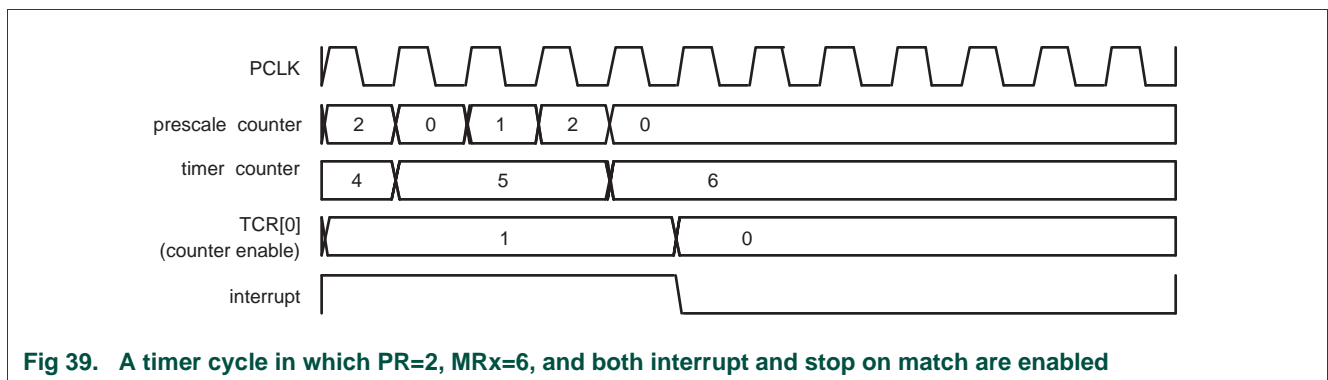 PCLK
prescale counter 2 0 1 2 0
timer counter 4 5 6
TCR[0]
(counter enable) 1 0
interrupt
Fig 39. A timer cycle in which PR=2, MRx=6, and both interrupt and stop on match are enabled